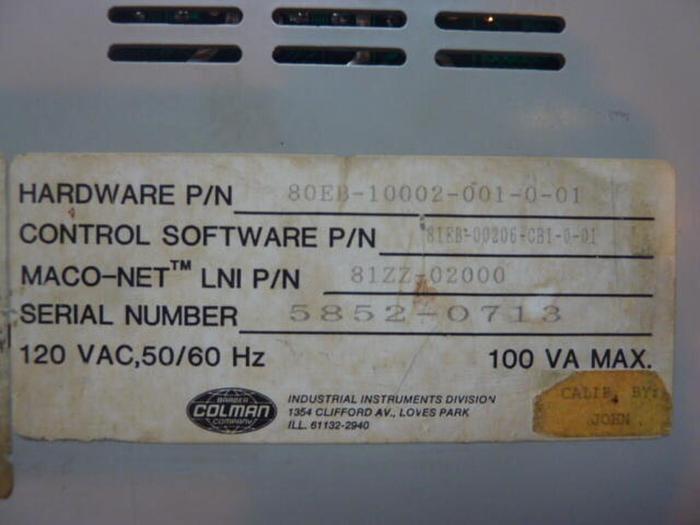 HARDWARE P/N 80EB-10002-001-0-01
CONTROL SOFTWARE P/N 81EB-00206-CB1-0-01
MACO-NET™ LNI P/N 81ZZ-02000
SERIAL NUMBER 5852-0713
120 VAC,50/60 Hz 100 VA MAX.
BARBER
COLMAN
COMPANY
INDUSTRIAL INSTRUMENTS DIVISION
1354 CLIFFORD AV., LOVES PARK
ILL. 61132-2940
CALIB. BY:
JOHN